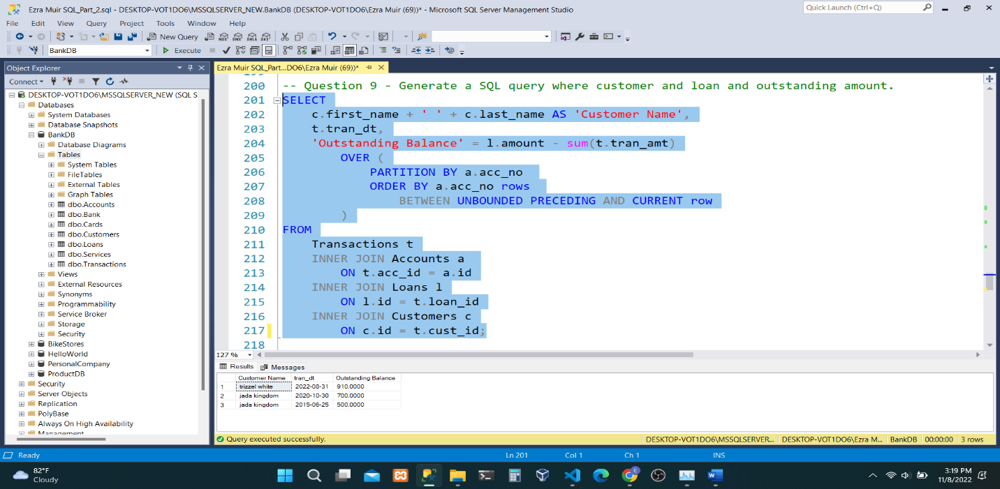 Ezra Muir SQL_Part_2.sql - DESKTOP-VOT1DO6\MSSQLSERVER_NEW.BankDB (DESKTOP-VOT1DO6\Ezra Muir (69))* - Microsoft SQL Server Management Studio
Quick Launch (Ctrl+Q)
File Edit View Query Project Tools Window Help
New Query MDX DMX XMLA DAX
BankDB Execute
Object Explorer
Connect
DESKTOP-VOT1DO6\MSSQLSERVER_NEW (SQL S
Databases
System Databases
Database Snapshots
BankDB
Database Diagrams
Tables
System Tables
FileTables
External Tables
Graph Tables
dbo.Accounts
dbo.Bank
dbo.Cards
dbo.Customers
dbo.Loans
dbo.Services
dbo.Transactions
Views
External Resources
Synonyms
Programmability
Service Broker
Storage
Security
BikeStores
HelloWorld
PersonalCompany
ProductDB
Security
Server Objects
Replication
PolyBase
Always On High Availability
Management
Ezra Muir SQL_Part...DO6\Ezra Muir (69))*
199
200 -- Question 9 - Generate a SQL query where customer and loan and outstanding amount.
201 SELECT
202 c.first_name + ' ' + c.last_name AS 'Customer Name',
203 t.tran_dt,
204 'Outstanding Balance' = l.amount - sum(t.tran_amt)
205 OVER (
206 PARTITION BY a.acc_no
207 ORDER BY a.acc_no rows
208 BETWEEN UNBOUNDED PRECEDING AND CURRENT row
209 )
210 FROM
211 Transactions t
212 INNER JOIN Accounts a
213 ON t.acc_id = a.id
214 INNER JOIN Loans l
215 ON l.id = t.loan_id
216 INNER JOIN Customers c
217 ON c.id = t.cust_id;
218
127 %
Results Messages
Customer Name tran_dt Outstanding Balance
1 trizzel white 2022-08-31 910.0000
2 jada kingdom 2020-10-30 700.0000
3 jada kingdom 2015-06-25 500.0000
Query executed successfully. DESKTOP-VOT1DO6\MSSQLSERVER... DESKTOP-VOT1DO6\Ezra M... BankDB 00:00:00 3 rows
Ready Ln 201 Col 1 Ch 1 INS
82°F
Cloudy
3:19 PM
11/8/2022